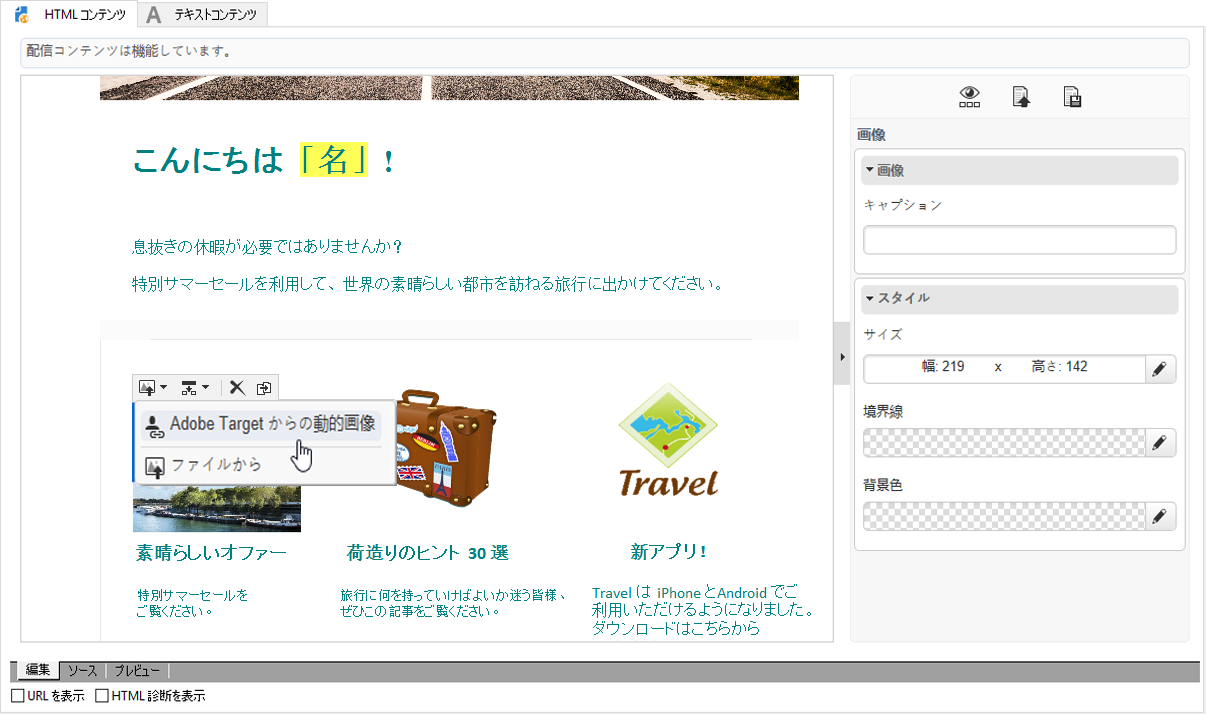 HTML コンテンツ
A テキストコンテンツ
配信コンテンツは機能しています。
こんにちは 「名」 !
息抜きの休暇が必要ではありませんか？
特別サマーセールを利用して、世界の素晴らしい都市を訪ねる旅行に出かけてください。
Adobe Target からの動的画像
ファイルから
Travel
素晴らしいオファー
特別サマーセールを
ご覧ください。
荷造りのヒント 30 選
旅行に何を持っていけばよいか迷う皆様、
ぜひこの記事をご覧ください。
新アプリ!
Travel は iPhone とAndroid でご
利用いただけるようになりました。
ダウンロードはこちらから
画像
画像
キャプション
スタイル
サイズ
幅: 219 x 高さ: 142
境界線
背景色
編集 ソース プレビュー
URL を表示 HTML 診断を表示